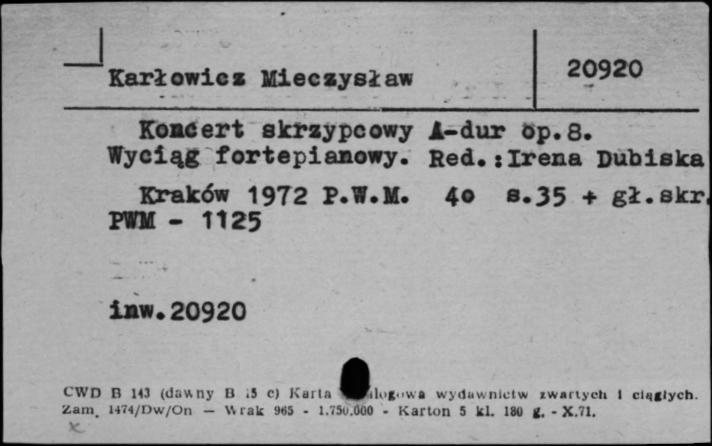 Karłowicz Mieczysław
20920
Koncert skrzypcowy A-dur op.8.
Wyciąg fortepianowy. Red.:Irena Dubiska
Kraków 1972 P.W.M. 4o s.35 + gł.skr.
PWM - 1125
inw.20920
CWD B 143 (dawny B 15 c) Karta wydawnictw zwartych i ciągłych.
Zam. 1474/Dw/On — Wrak 965 - 1.750.000 - Karton 5 kl. 180 g. - X.71.